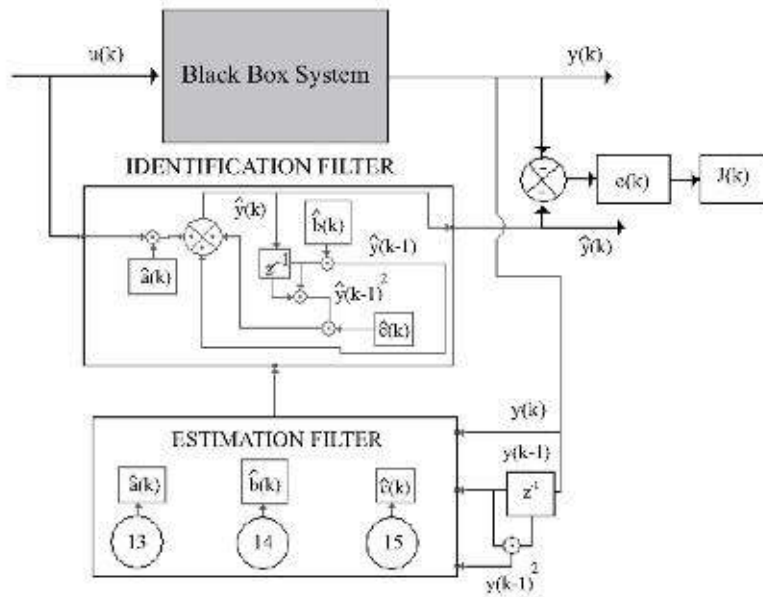 u(k)
Black Box System
y(k)
IDENTIFICATION FILTER
e(k)
J(k)
ŷ(k)
b̂(k)
ŷ(k-1)
ŷ(k)
z⁻¹
â(k)
ŷ(k-1)²
ĉ(k)
y(k)
ESTIMATION FILTER
y(k-1)
â(k)
b̂(k)
ĉ(k)
z⁻¹
13
14
15
y(k-1)²